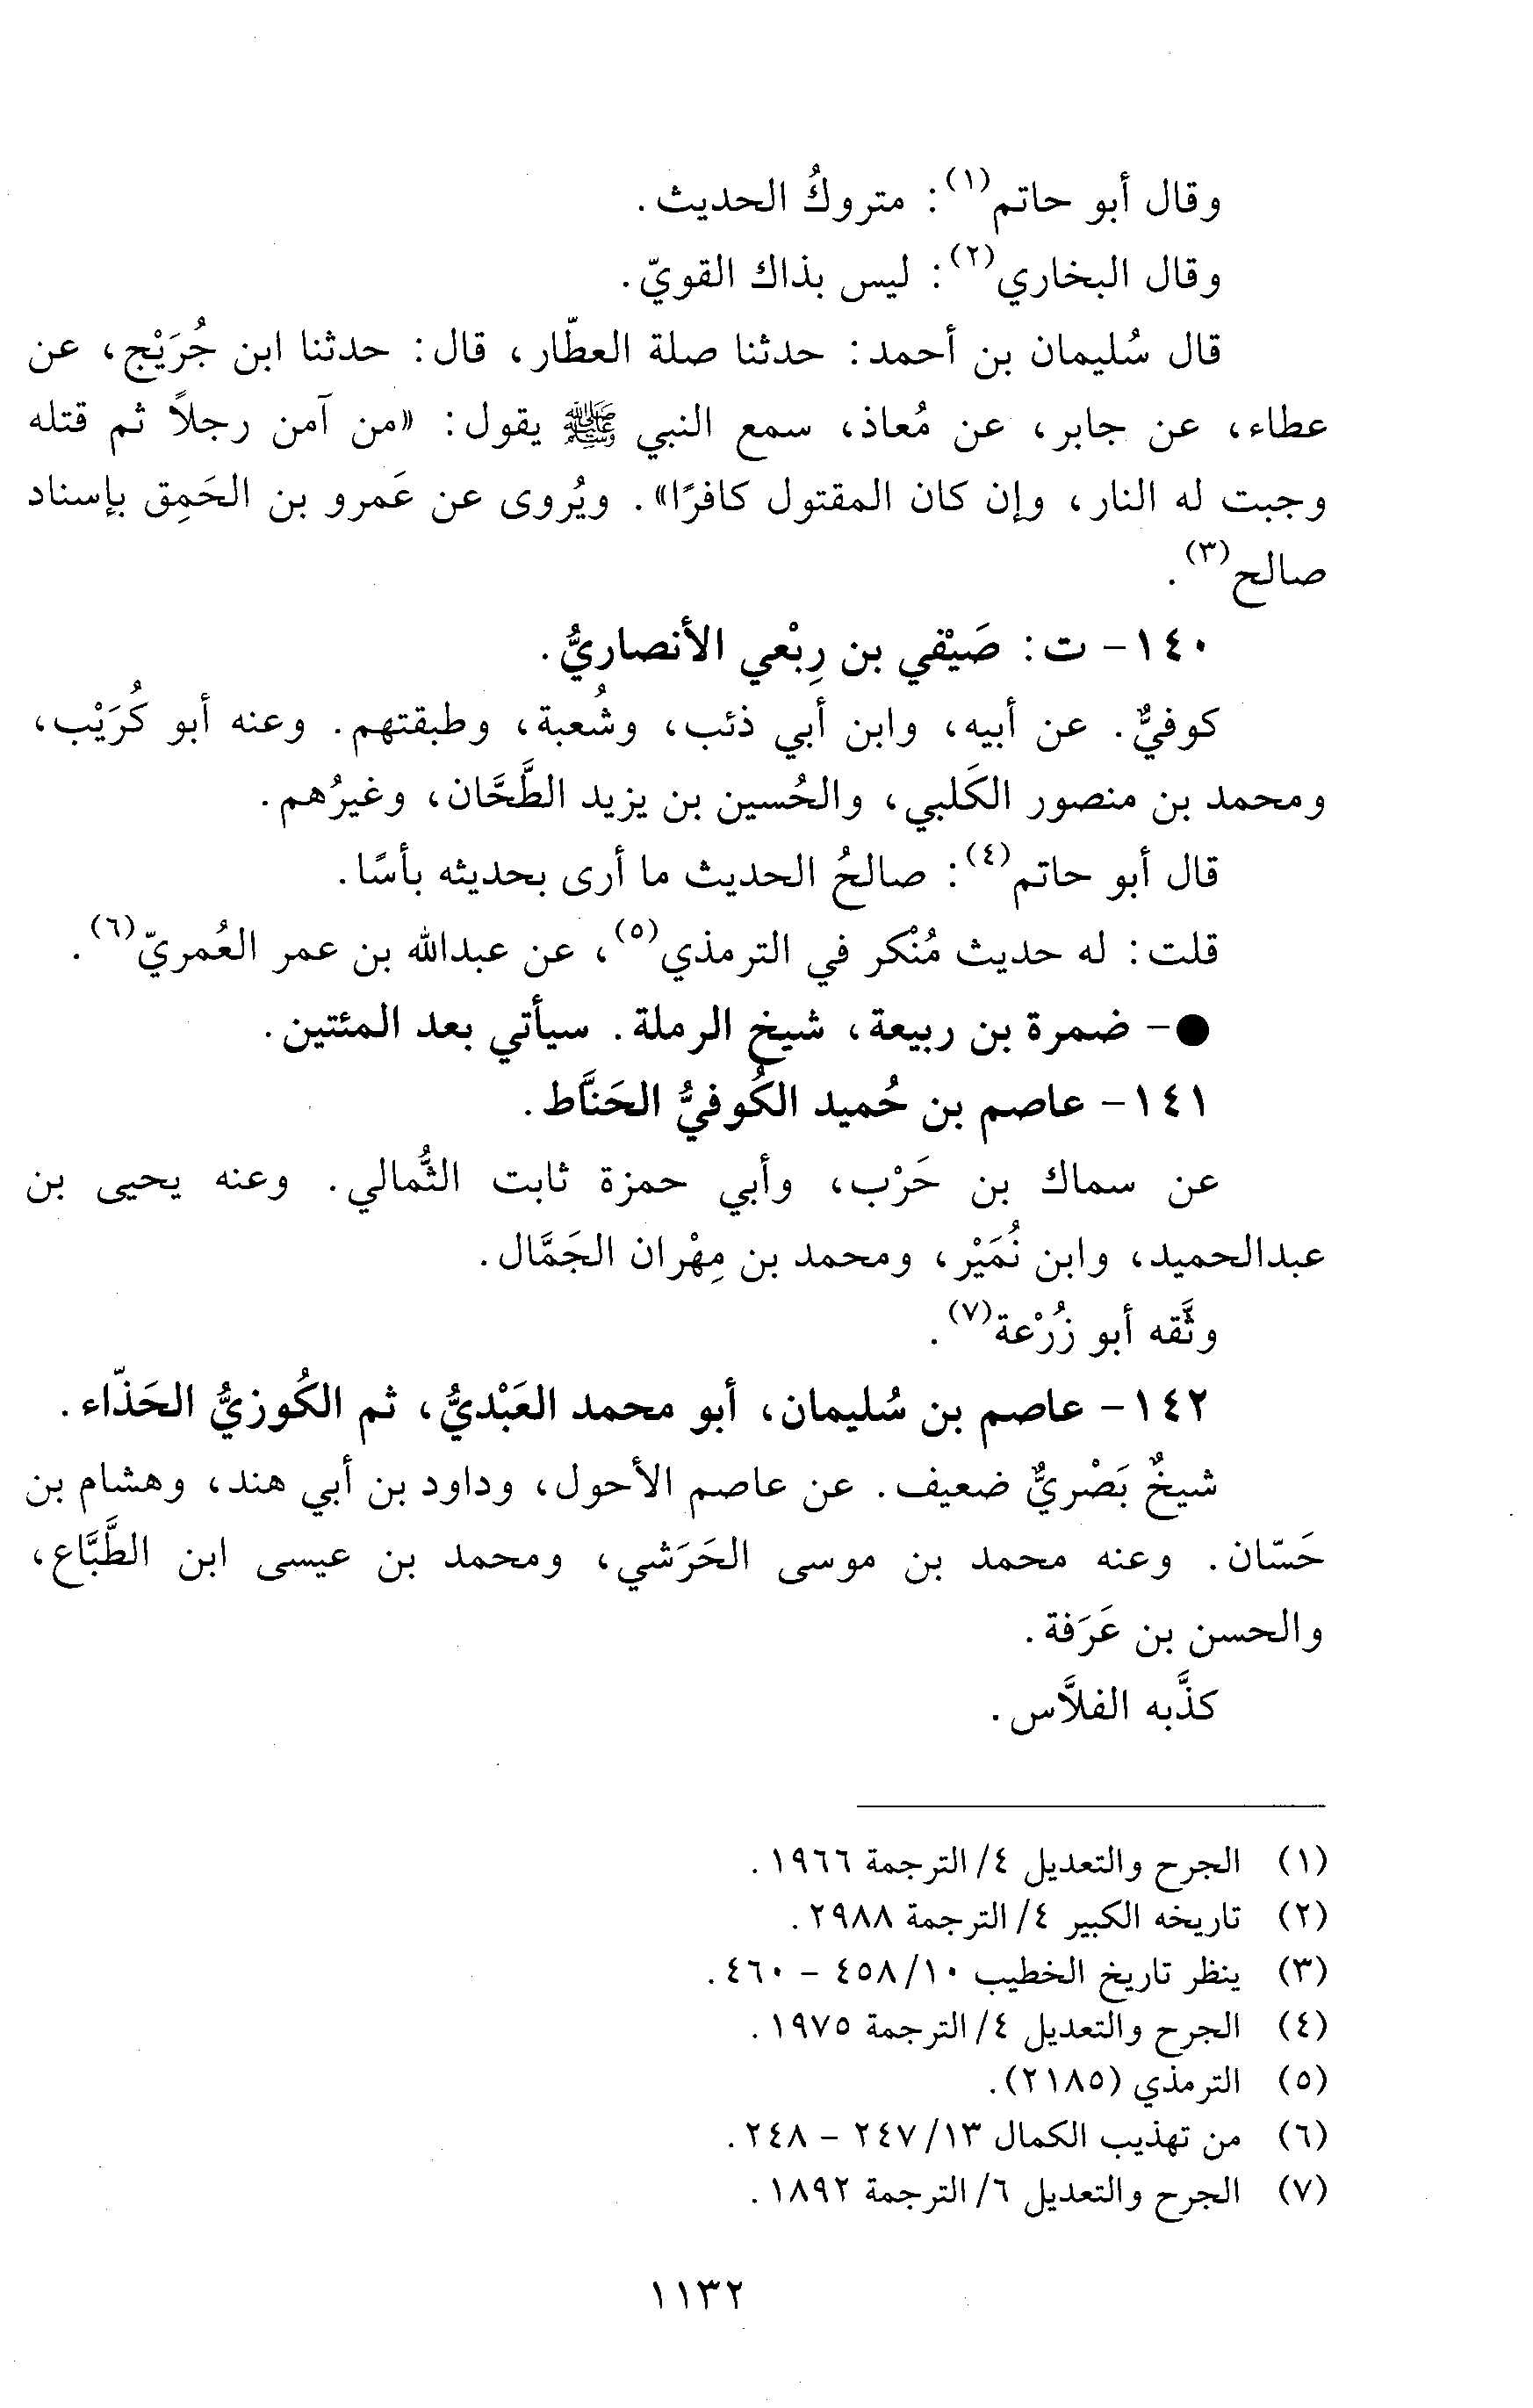 وقال أبو حاتم(١): متروكُ الحديث.
وقال البخاري(٢): ليس بذاك القويّ.
قال سُليمان بن أحمد: حدثنا صلة العطّار، قال: حدثنا ابن جُرَيْج، عن
عطاء، عن جابر، عن مُعاذ، سمع النبي ﷺ يقول: «من آمن رجلاً ثم قتله
وجبت له النار، وإن كان المقتول كافرًا». ويُروى عن عَمرو بن الحَمِق بإسناد
صالح(٣).
١٤٠- ت: صَيْفي بن رِبْعي الأنصاريُّ.
كوفيٌّ. عن أبيه، وابن أبي ذئب، وشُعبة، وطبقتهم. وعنه أبو كُرَيْب،
ومحمد بن منصور الكَلبي، والحُسين بن يزيد الطَّحَّان، وغيرُهم.
قال أبو حاتم(٤): صالحُ الحديث ما أرى بحديثه بأسًا.
قلت: له حديث مُنْكر في الترمذي(٥)، عن عبدالله بن عمر العُمريّ(٦).
●- ضمرة بن ربيعة، شيخ الرملة. سيأتي بعد المئتين.
١٤١- عاصم بن حُميد الكُوفيُّ الحَنَّاط.
عن سماك بن حَرْب، وأبي حمزة ثابت الثُّمالي. وعنه يحيى بن
عبدالحميد، وابن نُمَيْر، ومحمد بن مِهْران الجَمَّال.
وثَّقه أبو زُرْعة(٧).
١٤٢- عاصم بن سُليمان، أبو محمد العَبْديُّ، ثم الكُوزيُّ الحَذّاء.
شيخٌ بَصْريٌّ ضعيف. عن عاصم الأحول، وداود بن أبي هند، وهشام بن
حَسّان. وعنه محمد بن موسى الحَرَشي، ومحمد بن عيسى ابن الطَّبَّاع،
والحسن بن عَرَفة.
كذَّبه الفلاَّس.
(١) الجرح والتعديل ٤/ الترجمة ١٩٦٦.
(٢) تاريخه الكبير ٤/ الترجمة ٢٩٨٨.
(٣) ينظر تاريخ الخطيب ١٠/ ٤٥٨ - ٤٦٠.
(٤) الجرح والتعديل ٤/ الترجمة ١٩٧٥.
(٥) الترمذي (٢١٨٥).
(٦) من تهذيب الكمال ١٣/ ٢٤٧ - ٢٤٨.
(٧) الجرح والتعديل ٦/ الترجمة ١٨٩٢.
١١٣٢